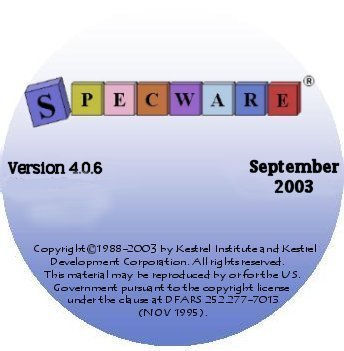 SPECWARE®
Version 4.0.6
September
2003
Copyright©1988-2003 by Kestrel Institute and Kestrel
Development Corporation. All rights reserved.
This material may be reproduced by or for the U.S.
Government pursuant to the copyright license
under the clause at DFARS 252.277-7013
(NOV 1995).